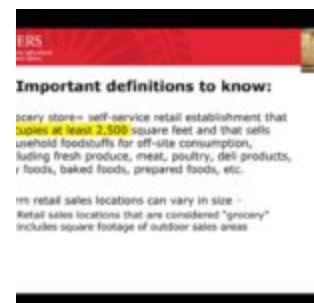 ERS
Important definitions to know:
ocery store= self-service retail establishment that
cupies at least 2,500 square feet and that sells
usehold foodstuffs for off-site consumption,
luding fresh produce, meat, poultry, deli products,
y foods, baked foods, prepared foods, etc.
rm retail sales locations can vary in size -
Retail sales locations that are considered "grocery"
includes square footage of outdoor sales areas